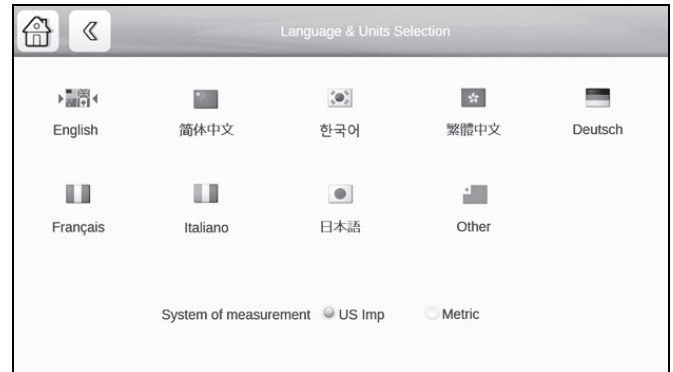 Language & Units Selection
English 简体中文 한국어 繁體中文 Deutsch
Français Italiano 日本語 Other
System of measurement US Imp Metric